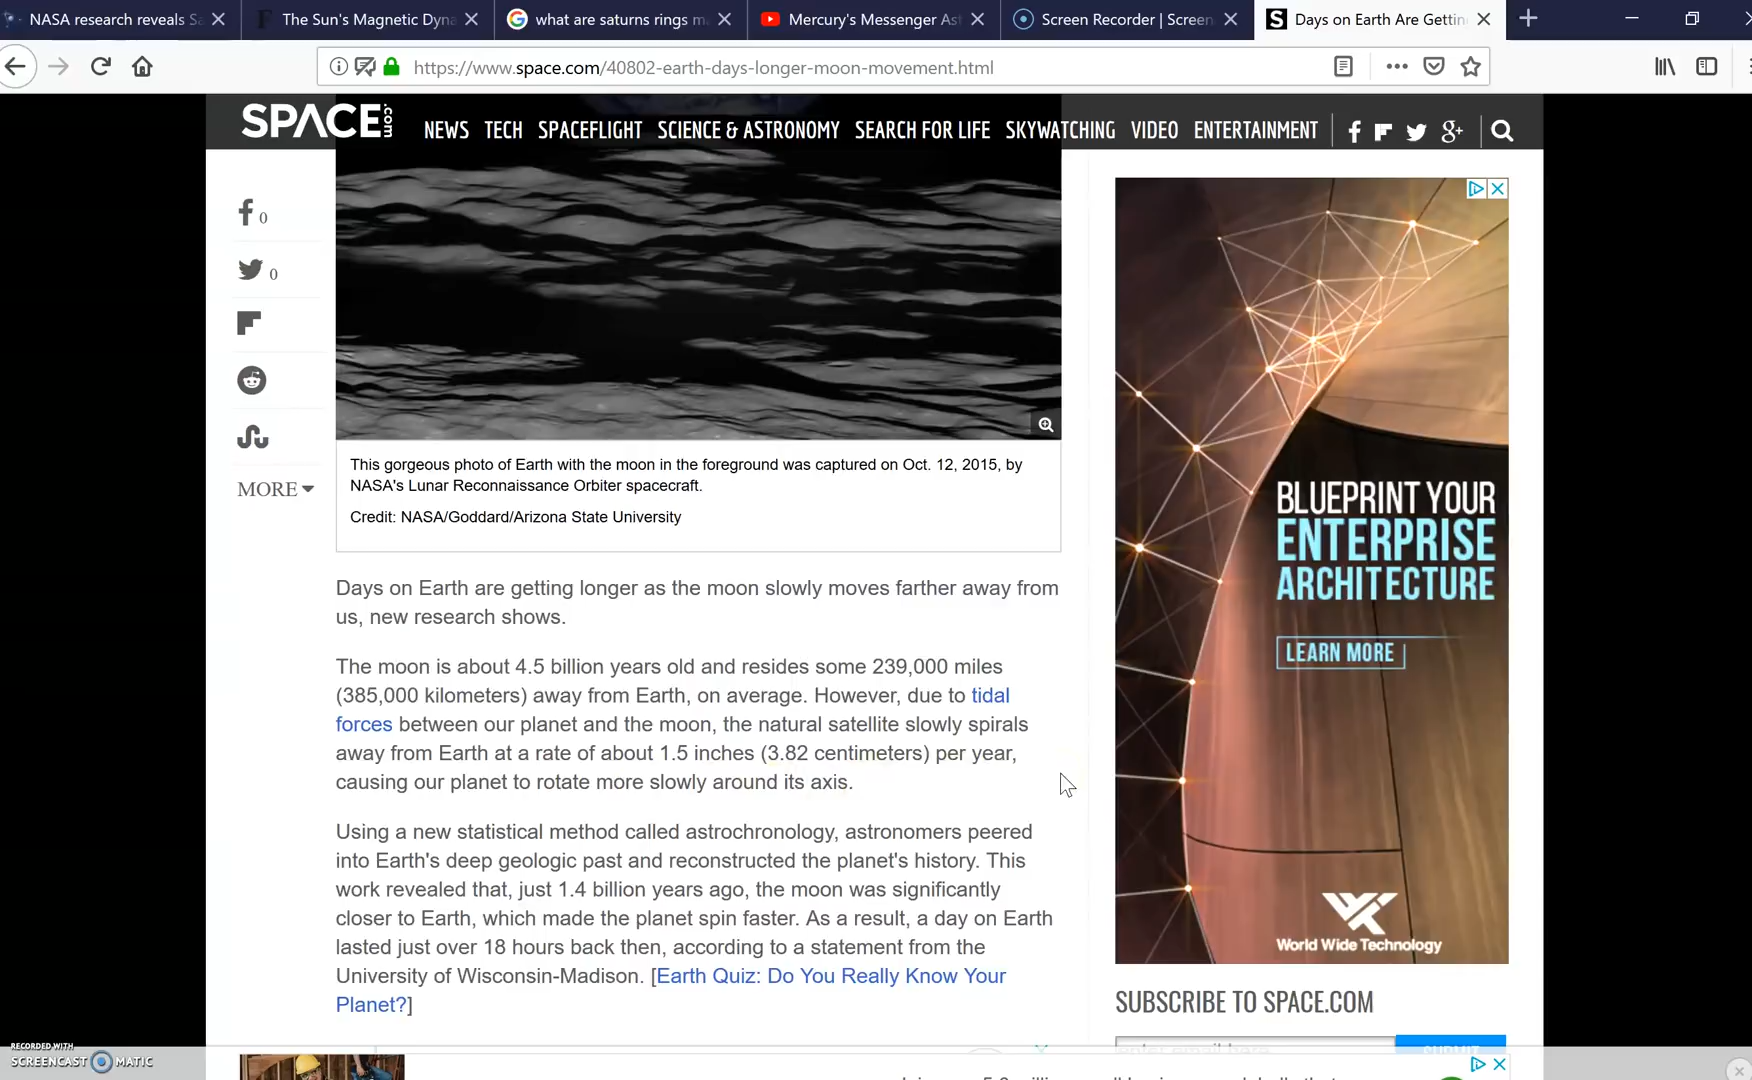 NASA research reveals Sa
The Sun's Magnetic Dyna
what are saturns rings m
Mercury's Messenger Ast
Screen Recorder | Screen
Days on Earth Are Gettin
https://www.space.com/40802-earth-days-longer-moon-movement.html
SPACE.com
NEWS TECH SPACEFLIGHT SCIENCE & ASTRONOMY SEARCH FOR LIFE SKYWATCHING VIDEO ENTERTAINMENT
0
0
MORE
This gorgeous photo of Earth with the moon in the foreground was captured on Oct. 12, 2015, by
NASA's Lunar Reconnaissance Orbiter spacecraft.
Credit: NASA/Goddard/Arizona State University
Days on Earth are getting longer as the moon slowly moves farther away from
us, new research shows.
The moon is about 4.5 billion years old and resides some 239,000 miles
(385,000 kilometers) away from Earth, on average. However, due to tidal
forces between our planet and the moon, the natural satellite slowly spirals
away from Earth at a rate of about 1.5 inches (3.82 centimeters) per year,
causing our planet to rotate more slowly around its axis.
Using a new statistical method called astrochronology, astronomers peered
into Earth's deep geologic past and reconstructed the planet's history. This
work revealed that, just 1.4 billion years ago, the moon was significantly
closer to Earth, which made the planet spin faster. As a result, a day on Earth
lasted just over 18 hours back then, according to a statement from the
University of Wisconsin-Madison. [Earth Quiz: Do You Really Know Your
Planet?]
BLUEPRINT YOUR
ENTERPRISE
ARCHITECTURE
LEARN MORE
World Wide Technology
SUBSCRIBE TO SPACE.COM
RECORDED WITH
SCREENCAST MATIC